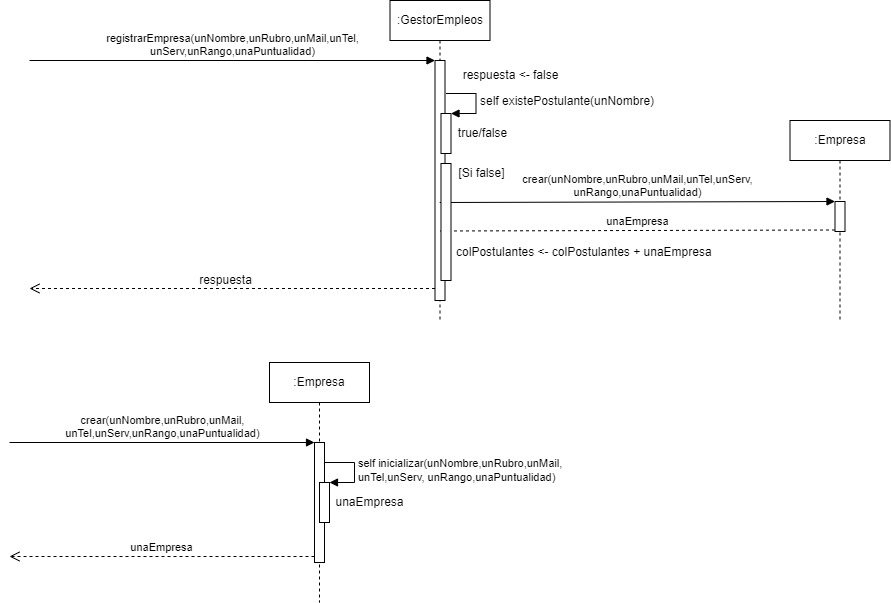 :GestorEmpleos
registrarEmpresa(unNombre,unRubro,unMail,unTel,
unServ,unRango,unaPuntualidad)
respuesta <- false
self existePostulante(unNombre)
true/false
:Empresa
[Si false]
crear(unNombre,unRubro,unMail,unTel,unServ,
unRango,unaPuntualidad)
unaEmpresa
colPostulantes <- colPostulantes + unaEmpresa
respuesta
:Empresa
crear(unNombre,unRubro,unMail,
unTel,unServ,unRango,unaPuntualidad)
self inicializar(unNombre,unRubro,unMail,
unTel,unServ, unRango,unaPuntualidad)
unaEmpresa
unaEmpresa